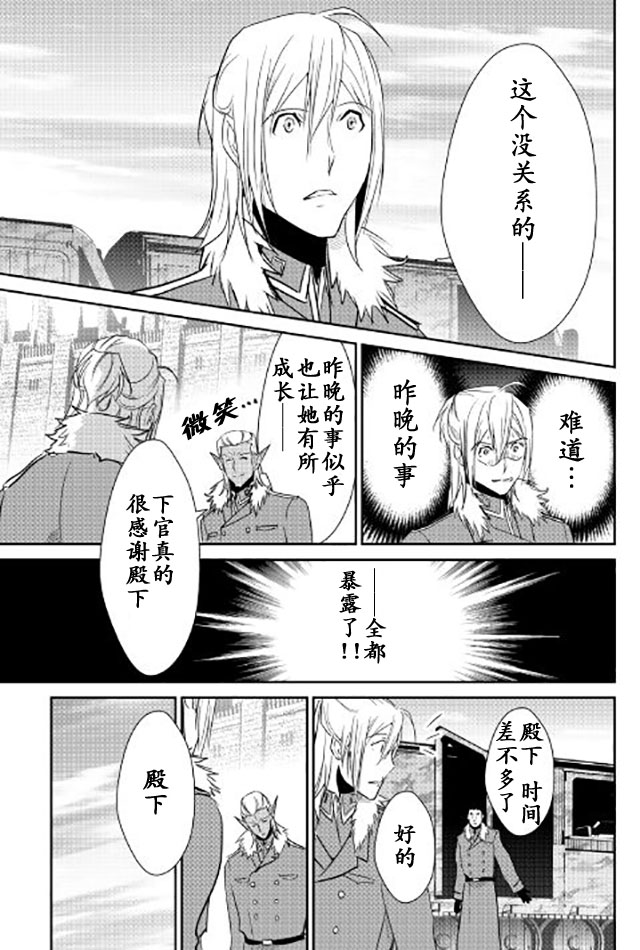 这个没关系的——
难道…
昨晚的事
昨晚的事似乎
也让她有所
成长——
微笑…
下官真的
很感谢殿下
——全都
暴露了!!
殿下 时间
差不多了
好的
殿下